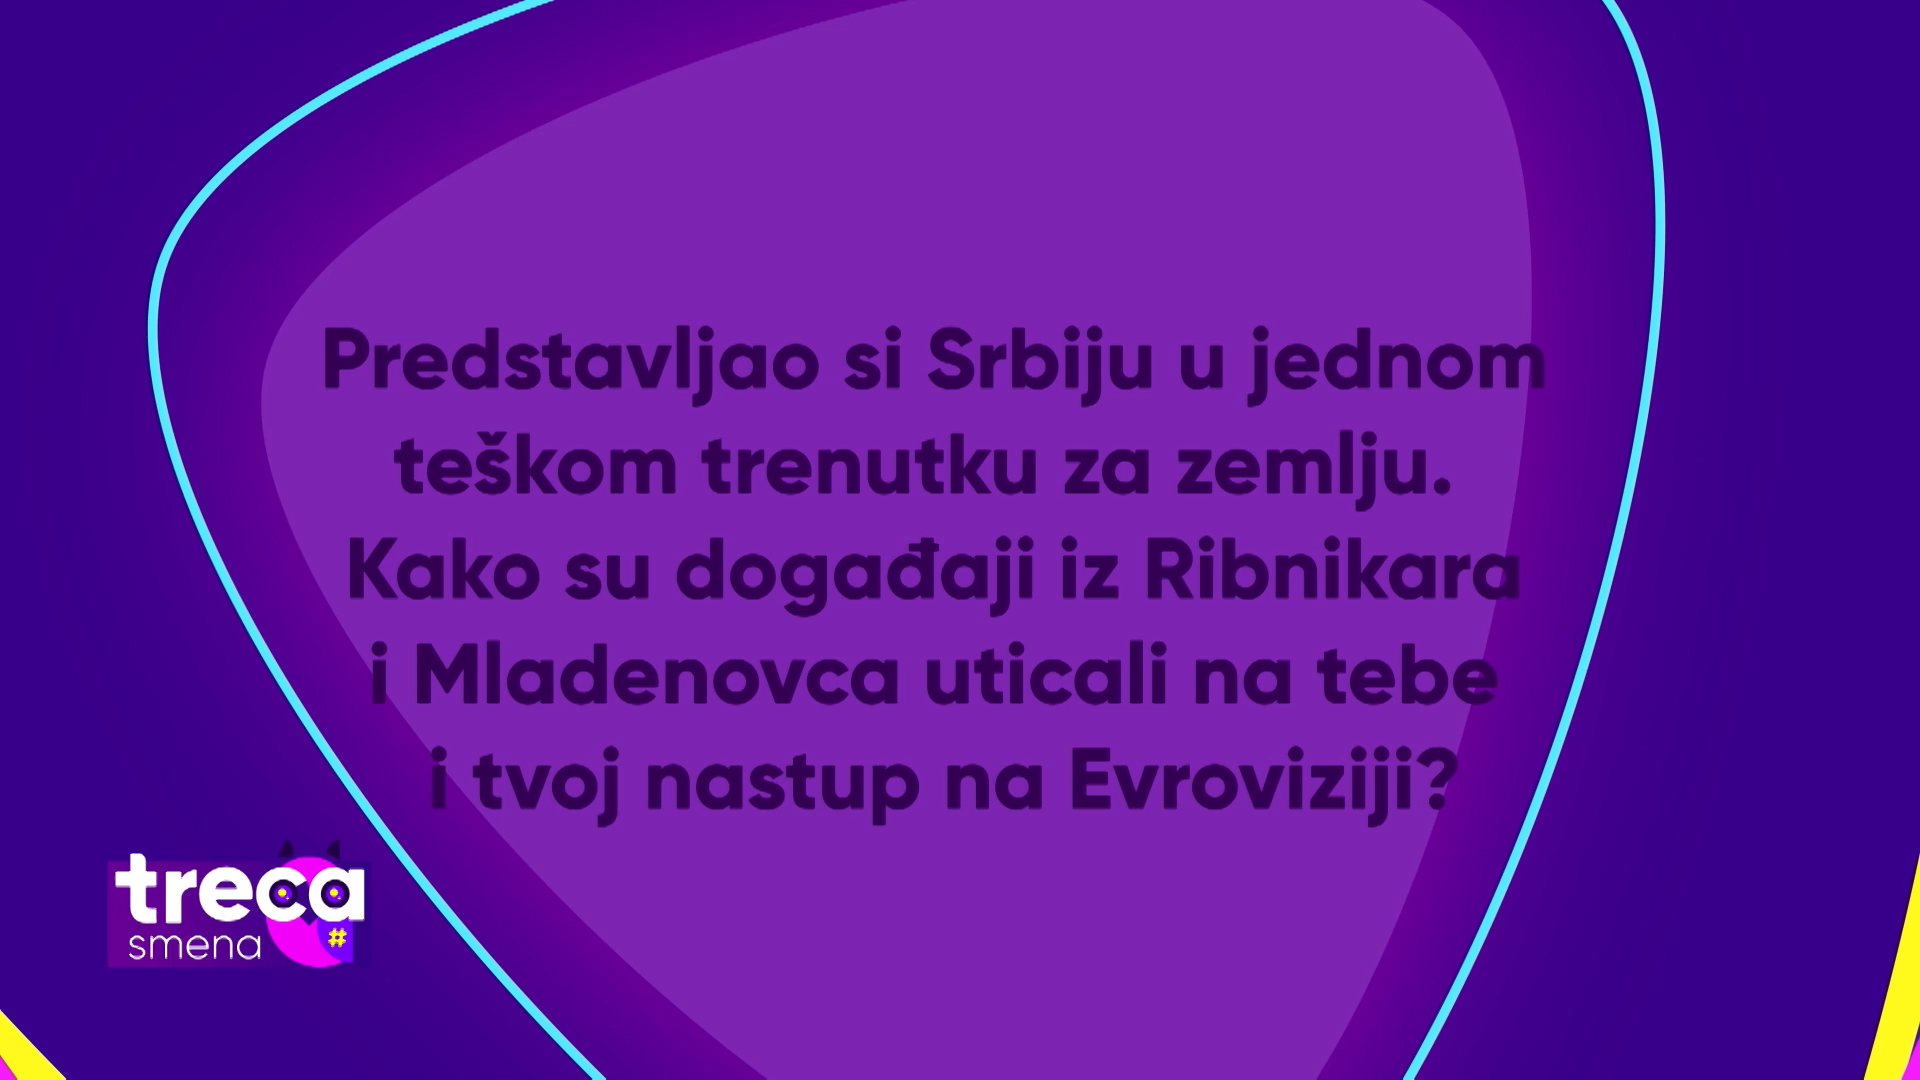 Predstavljao si Srbiju u jednom
teškom trenutku za zemlju.
Kako su događaji iz Ribnikara
i Mladenovca uticali na tebe
i tvoj nastup na Evroviziji?
treca
smena
#